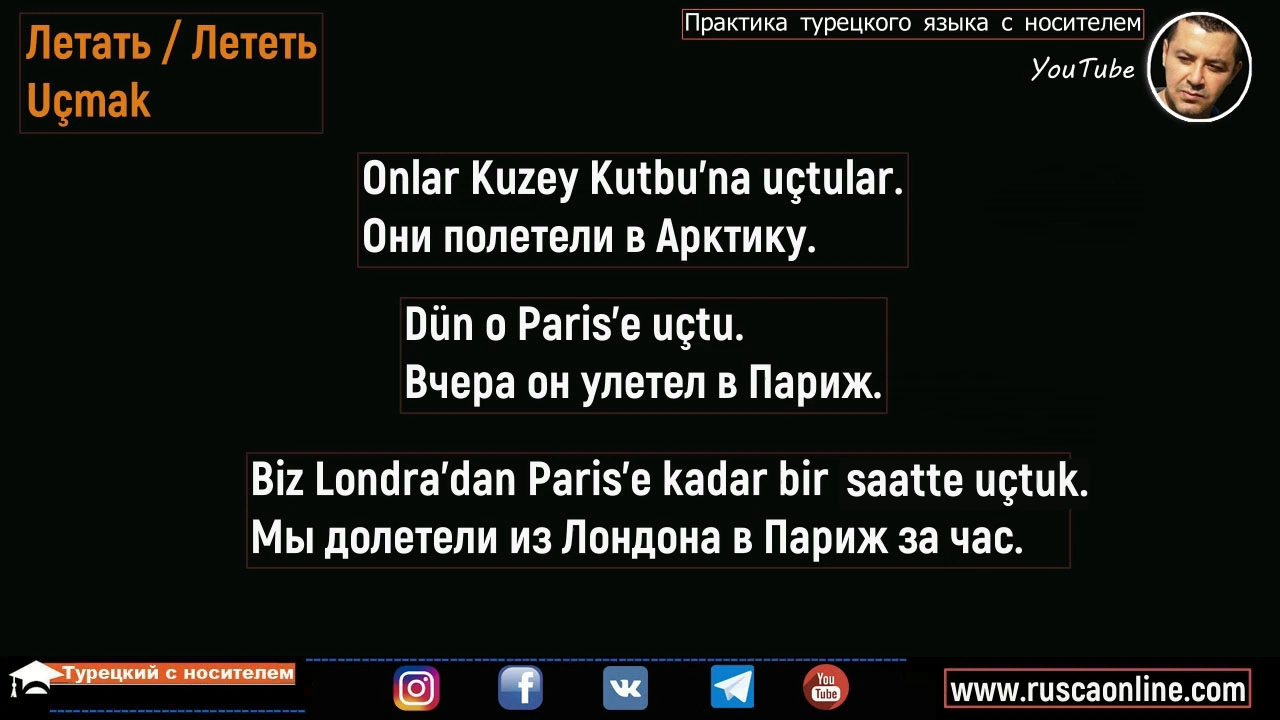 Летать / Лететь
Uçmak
Практика турецкого языка с носителем
YouTube
Onlar Kuzey Kutbu'na uçtular.
Они полетели в Арктику.
Dün o Paris'e uçtu.
Вчера он улетел в Париж.
Biz Londra'dan Paris'e kadar bir saatte uçtuk.
Мы долетели из Лондона в Париж за час.
Турецкий с носителем
You
Tube
www.ruscaonline.com